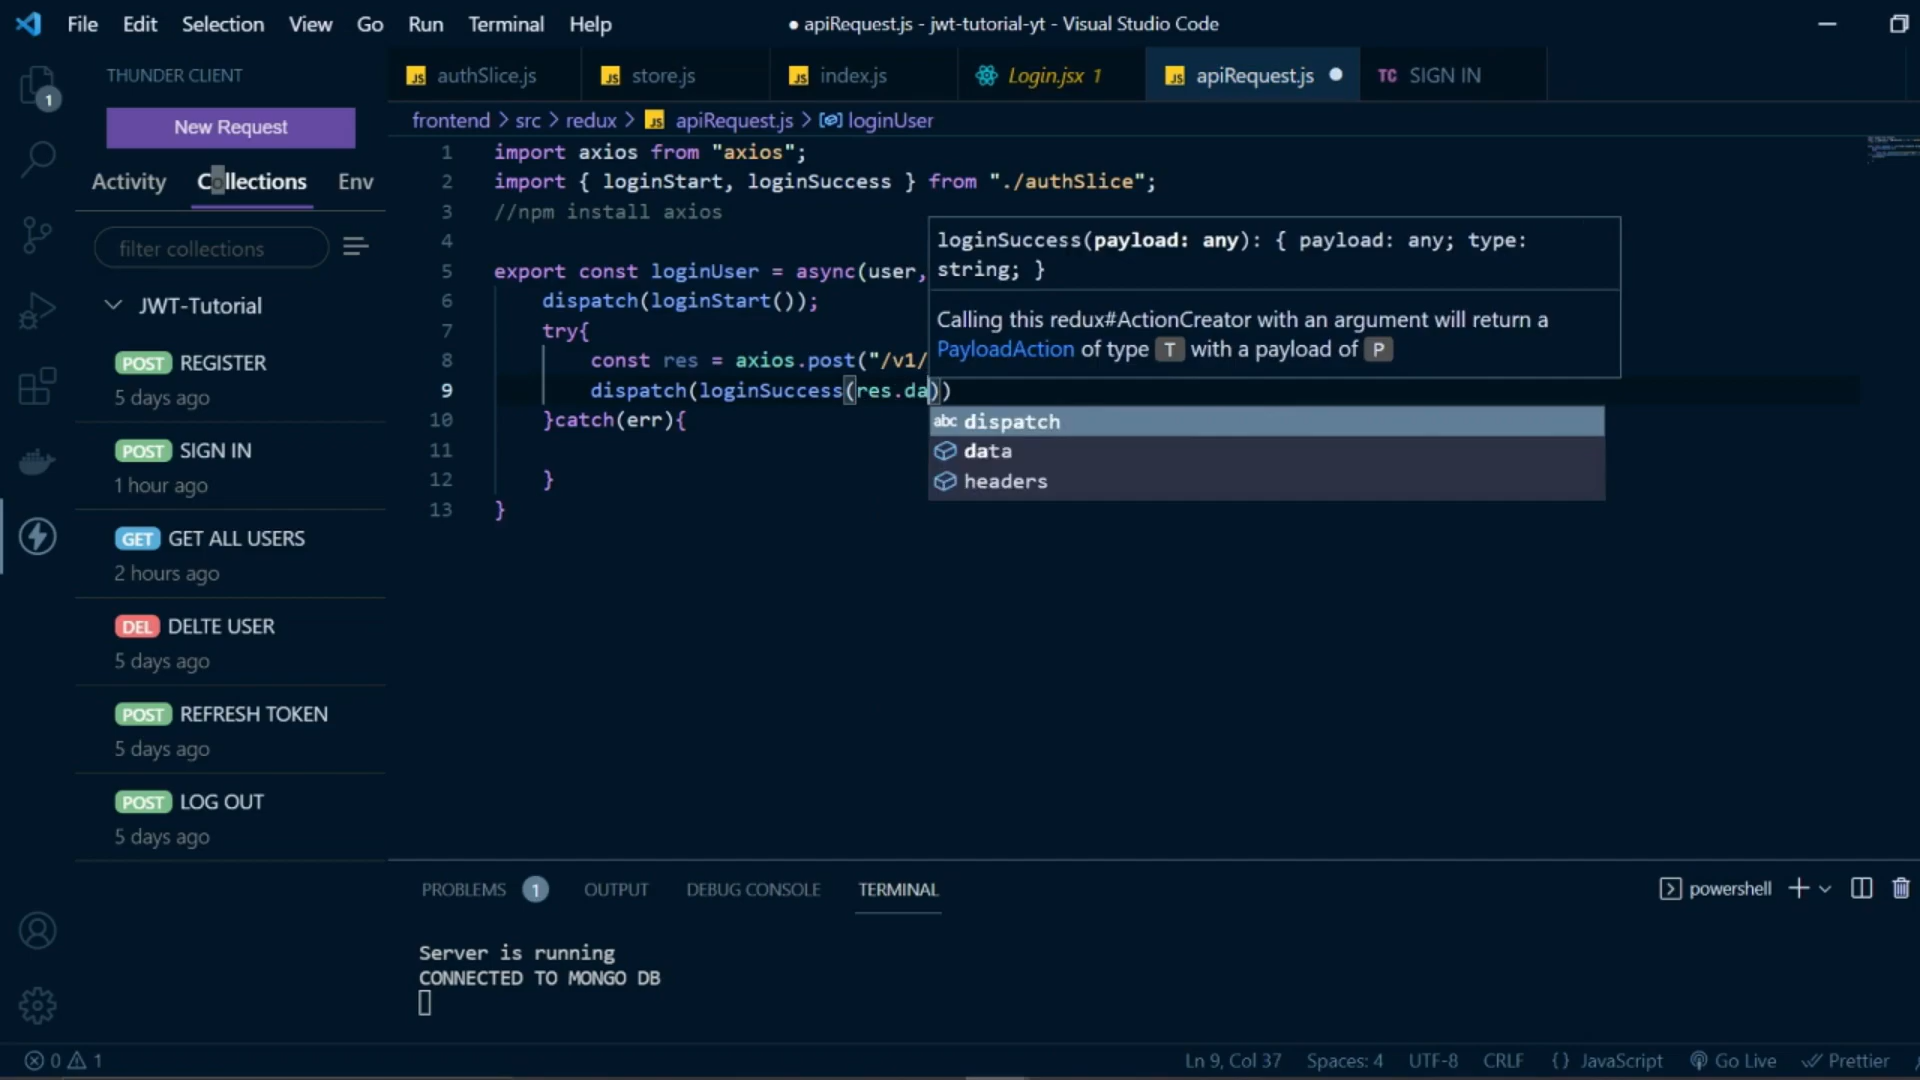 File Edit Selection View Go Run Terminal Help
● apiRequest.js - jwt-tutorial-yt - Visual Studio Code
1
THUNDER CLIENT
New Request
Activity Collections Env
filter collections
JWT-Tutorial
POST REGISTER
5 days ago
POST SIGN IN
1 hour ago
GET GET ALL USERS
2 hours ago
DEL DELTE USER
5 days ago
POST REFRESH TOKEN
5 days ago
POST LOG OUT
5 days ago
JS authSlice.js
JS store.js
JS index.js
Login.jsx 1
JS apiRequest.js ●
TC SIGN IN
frontend > src > redux > JS apiRequest.js > loginUser
1 import axios from "axios";
2 import { loginStart, loginSuccess } from "./authSlice";
3 //npm install axios
4
5 export const loginUser = async(user,
6 dispatch(loginStart());
7 try{
8 const res = axios.post("/v1/
9 dispatch(loginSuccess(res.da))
10 }catch(err){
11
12 }
13 }
loginSuccess(payload: any): { payload: any; type:
string; }
Calling this redux#ActionCreator with an argument will return a
PayloadAction of type T with a payload of P
abc dispatch
data
headers
PROBLEMS 1 OUTPUT DEBUG CONSOLE TERMINAL
powershell
Server is running
CONNECTED TO MONGO DB
0 1
Ln 9, Col 37 Spaces: 4 UTF-8 CRLF {} JavaScript Go Live Prettier